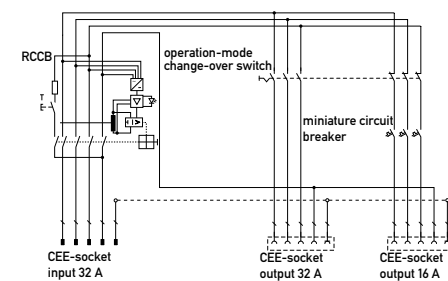 RCCB
operation-mode
change-over switch
T
miniature circuit
breaker
CEE-socket
input 32 A
CEE-socket
output 32 A
CEE-socket
output 16 A